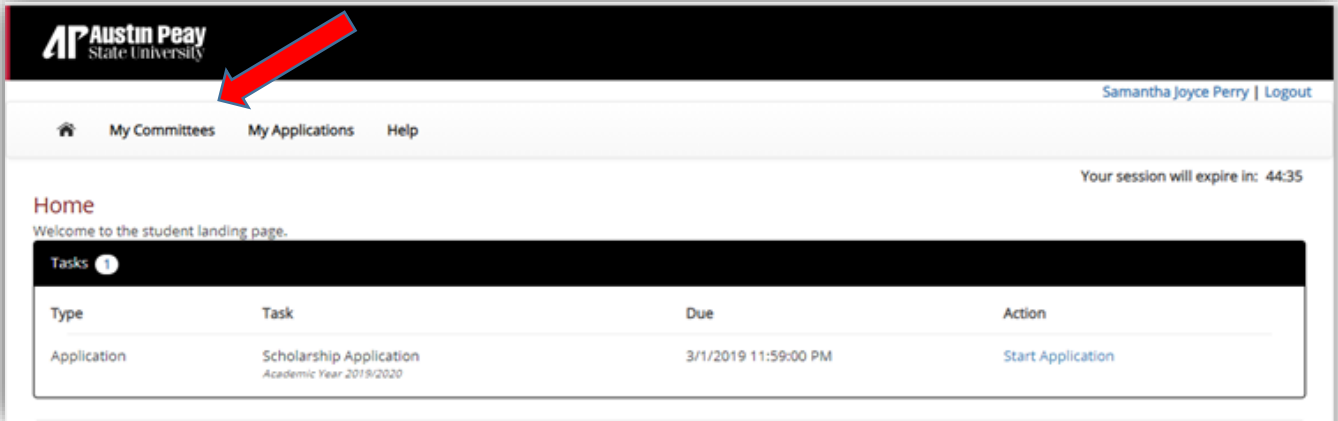 AP Austin Peay
State University
Samantha Joyce Perry | Logout
My Committees My Applications Help
Your session will expire in: 44:35
Home
Welcome to the student landing page.
Tasks 1
Type Task Due Action
Application Scholarship Application 3/1/2019 11:59:00 PM Start Application
Academic Year 2019/2020